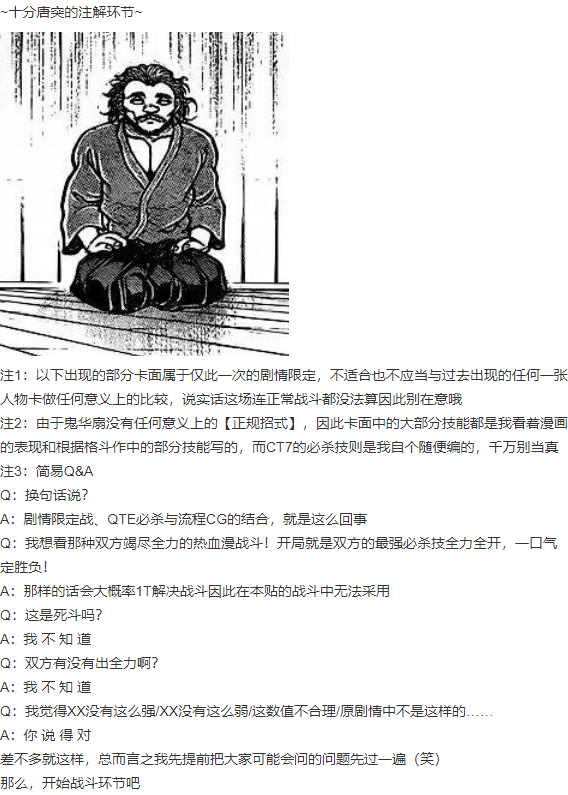 ~十分唐突的注解环节~
注1：以下出现的部分卡面属于仅此一次的剧情限定，不适合也不应当与过去出现的任何一张
人物卡做任何意义上的比较，说实话这场连正常战斗都没法算因此别在意哦
注2：由于鬼华扇没有任何意义上的【正规招式】，因此卡面中的大部分技能都是我看着漫画
的表现和根据格斗作中的部分技能写的，而CT7的必杀技则是我自个随便编的，千万别当真
注3：简易Q&A
Q：换句话说？
A：剧情限定战、QTE必杀与流程CG的结合，就是这么回事
Q：我想看那种双方竭尽全力的热血漫战斗！开局就是双方的最强必杀技全力全开，一口气
定胜负！
A：那样的话会大概率1T解决战斗因此在本贴的战斗中无法采用
Q：这是死斗吗？
A：我 不 知 道
Q：双方有没有出全力啊？
A：我 不 知 道
Q：我觉得XX没有这么强/XX没有这么弱/这数值不合理/原剧情中不是这样的……
A：你 说 得 对
差不多就这样，总而言之我先提前把大家可能会问的问题先过一遍（笑）
那么，开始战斗环节吧